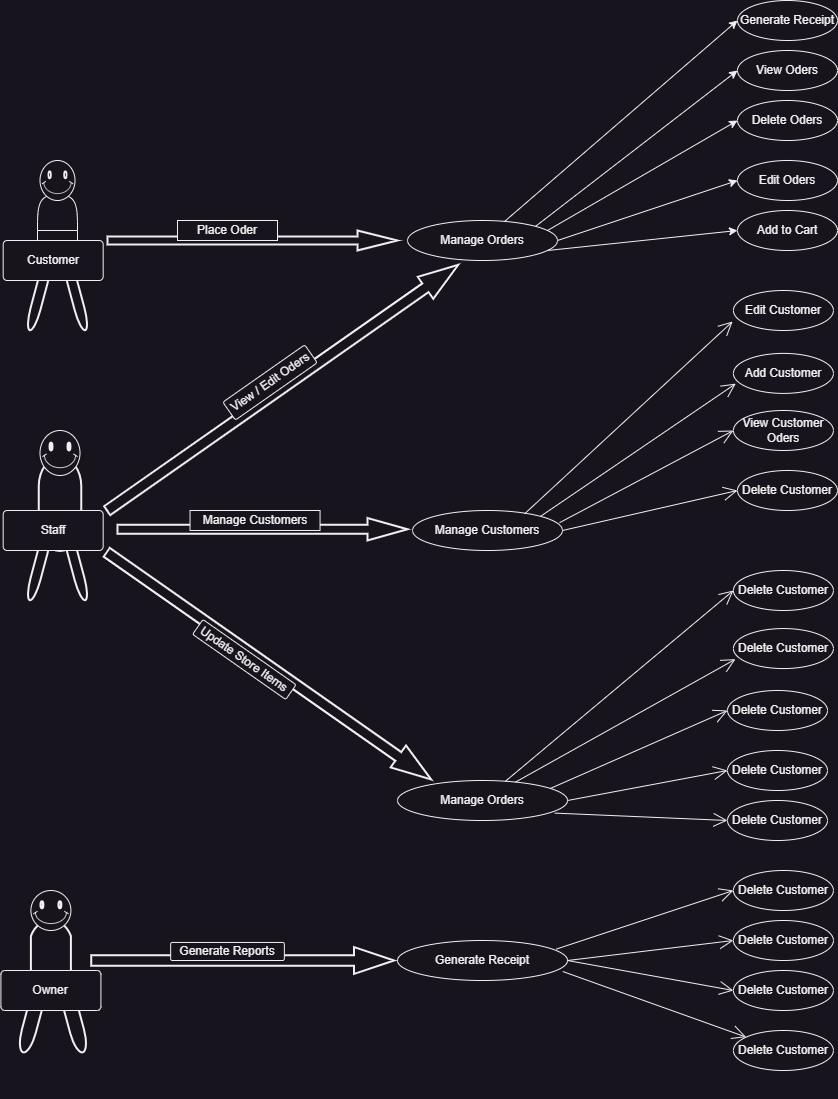 Generate Receipt
View Oders
Delete Oders
Edit Oders
Place Oder
Manage Orders
Add to Cart
Customer
Edit Customer
View / Edit Oders
Add Customer
View Customer
Oders
Delete Customer
Staff
Manage Customers
Manage Customers
Delete Customer
Update Store Items
Delete Customer
Delete Customer
Delete Customer
Manage Orders
Delete Customer
Delete Customer
Generate Reports
Delete Customer
Owner
Generate Receipt
Delete Customer
Delete Customer